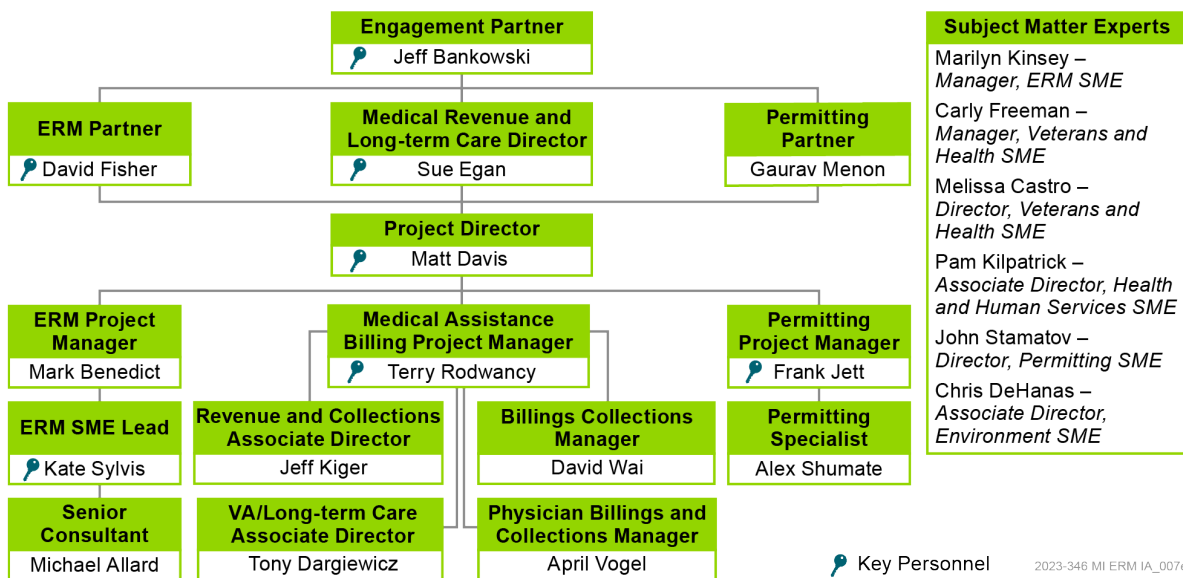 Engagement Partner
Jeff Bankowski
ERM Partner
David Fisher
Medical Revenue and
Long-term Care Director
Sue Egan
Permitting
Partner
Gaurav Menon
Project Director
Matt Davis
ERM Project
Manager
Mark Benedict
Medical Assistance
Billing Project Manager
Terry Rodwancy
Permitting
Project Manager
Frank Jett
ERM SME Lead
Kate Sylvis
Revenue and Collections
Associate Director
Jeff Kiger
Billings Collections
Manager
David Wai
Permitting
Specialist
Alex Shumate
Senior
Consultant
Michael Allard
VA/Long-term Care
Associate Director
Tony Dargiewicz
Physician Billings and
Collections Manager
April Vogel
Subject Matter Experts
Marilyn Kinsey –
Manager, ERM SME
Carly Freeman –
Manager, Veterans and
Health SME
Melissa Castro –
Director, Veterans and
Health SME
Pam Kilpatrick –
Associate Director, Health
and Human Services SME
John Stamatov –
Director, Permitting SME
Chris DeHanas –
Associate Director,
Environment SME
Key Personnel
2023-346 MI ERM IA_007e